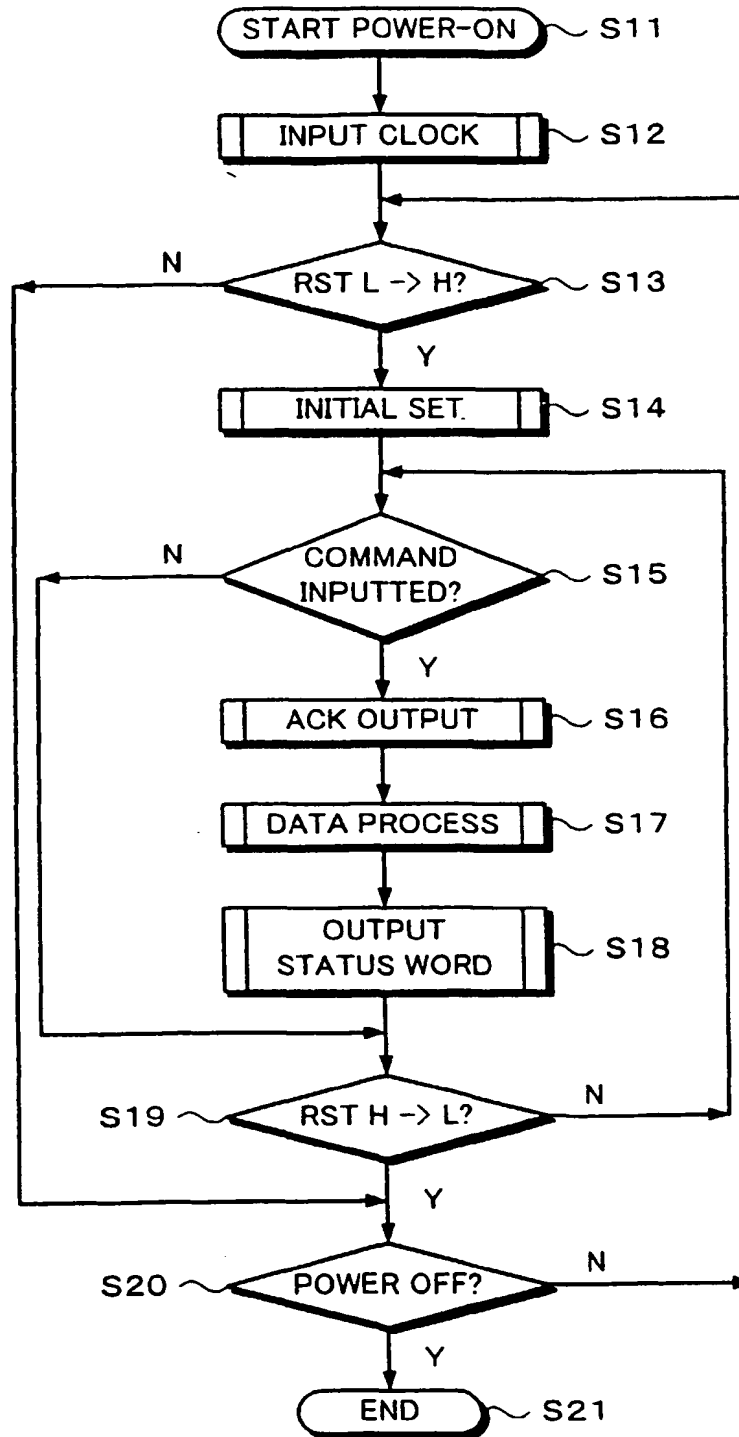 START POWER-ON S11
INPUT CLOCK S12
N RST L -> H? S13
Y
INITIAL SET. S14
N COMMAND
INPUTTED? S15
Y
ACK OUTPUT S16
DATA PROCESS S17
OUTPUT
STATUS WORD S18
S19 RST H -> L? N
Y
S20 POWER OFF? N
Y
END S21